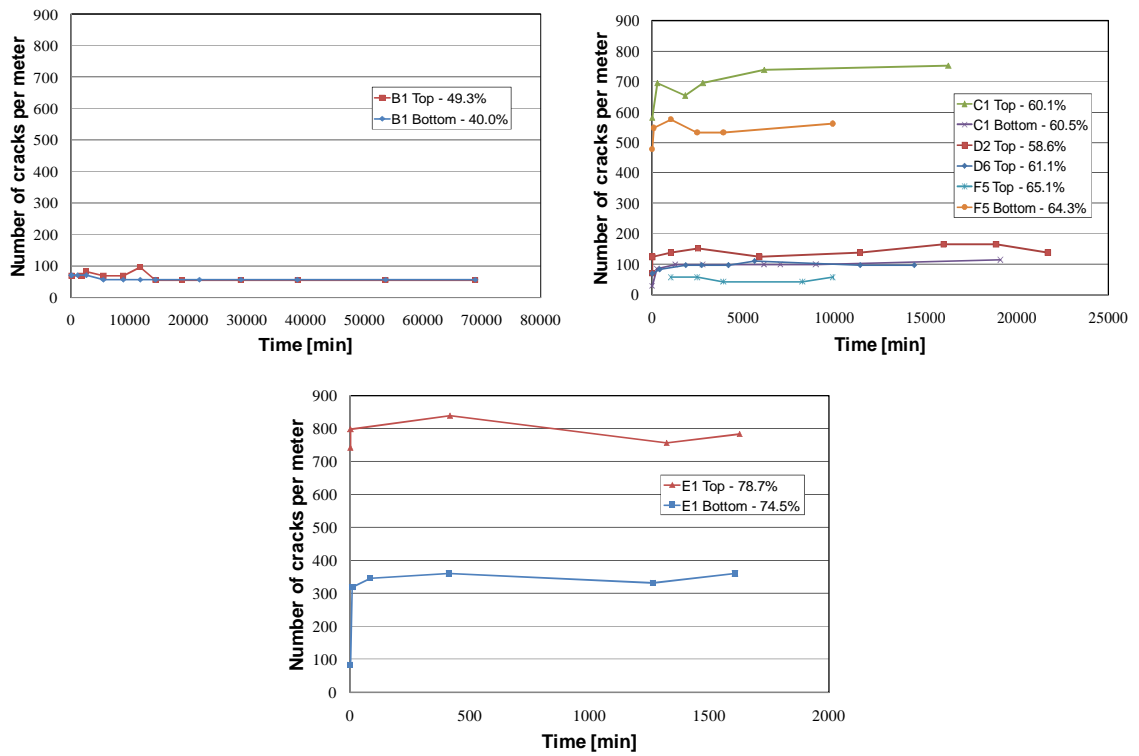 Number of cracks per meter
900
800
700
600
500
400
300
200
100
0
B1 Top - 49.3%
B1 Bottom - 40.0%
0 10000 20000 30000 40000 50000 60000 70000 80000
Time [min]
Number of cracks per meter
900
800
700
600
500
400
300
200
100
0
C1 Top - 60.1%
C1 Bottom - 60.5%
D2 Top - 58.6%
D6 Top - 61.1%
F5 Top - 65.1%
F5 Bottom - 64.3%
0 5000 10000 15000 20000 25000
Time [min]
Number of cracks per meter
900
800
700
600
500
400
300
200
100
0
E1 Top - 78.7%
E1 Bottom - 74.5%
0 500 1000 1500 2000
Time [min]